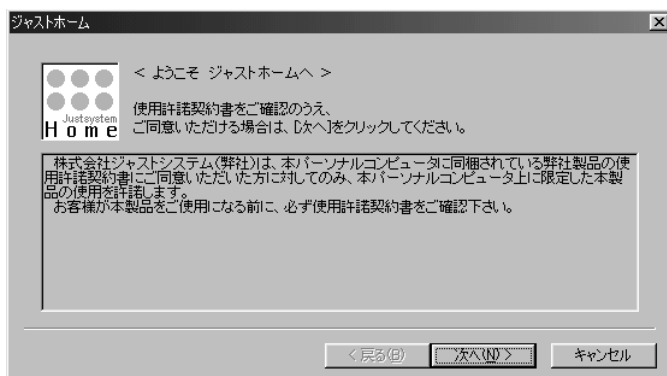 ジャストホーム
< ようこそ ジャストホームへ >
Justsystem
Home
使用許諾契約書をご確認のうえ、
ご同意いただける場合は、[次へ]をクリックしてください。
株式会社ジャストシステム(弊社)は、本パーソナルコンピュータに同梱されている弊社製品の使
用許諾契約書にご同意いただいた方に対してのみ、本パーソナルコンピュータ上に限定した本製
品の使用を許諾します。
お客様が本製品をご使用になる前に、必ず使用許諾契約書をご確認下さい。
< 戻る(B)
次へ(N) >
キャンセル